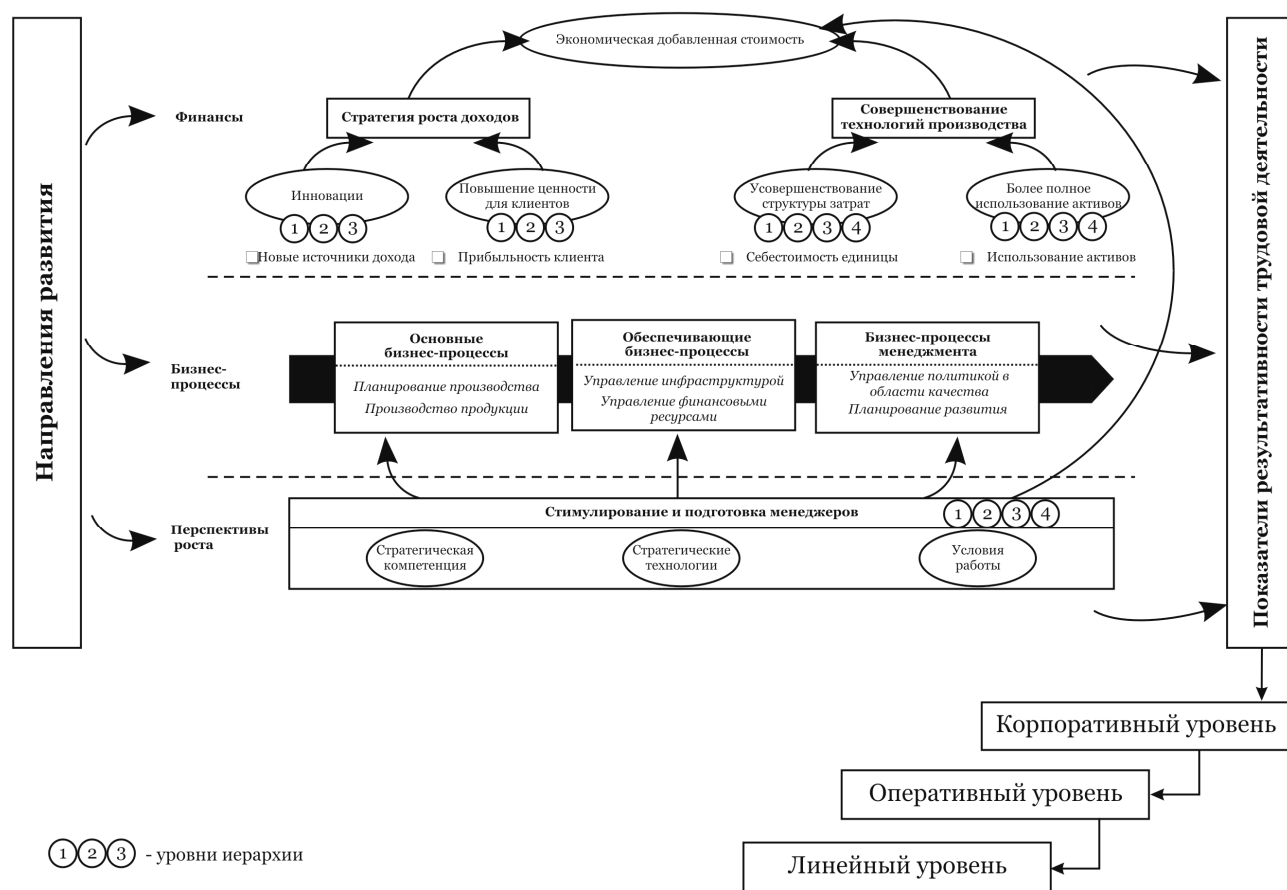 Направления развития
Экономическая добавленная стоимость
Финансы
Стратегия роста доходов
Совершенствование
технологий производства
Инновации
1 2 3
Повышение ценности
для клиентов
1 2 3
Усовершенствование
структуры затрат
1 2 3 4
Более полное
использование активов
1 2 3 4
Новые источники дохода
Прибыльность клиента
Себестоимость единицы
Использование активов
Бизнес-
процессы
Основные
бизнес-процессы
Планирование производства
Производство продукции
Обеспечивающие
бизнес-процессы
Управление инфраструктурой
Управление финансовыми
ресурсами
Бизнес-процессы
менеджмента
Управление политикой в
области качества
Планирование развития
Перспективы
роста
Стимулирование и подготовка менеджеров
1 2 3 4
Стратегическая
компетенция
Стратегические
технологии
Условия
работы
Показатели результативности трудовой деятельности
Корпоративный уровень
Оперативный уровень
Линейный уровень
1 2 3 - уровни иерархии